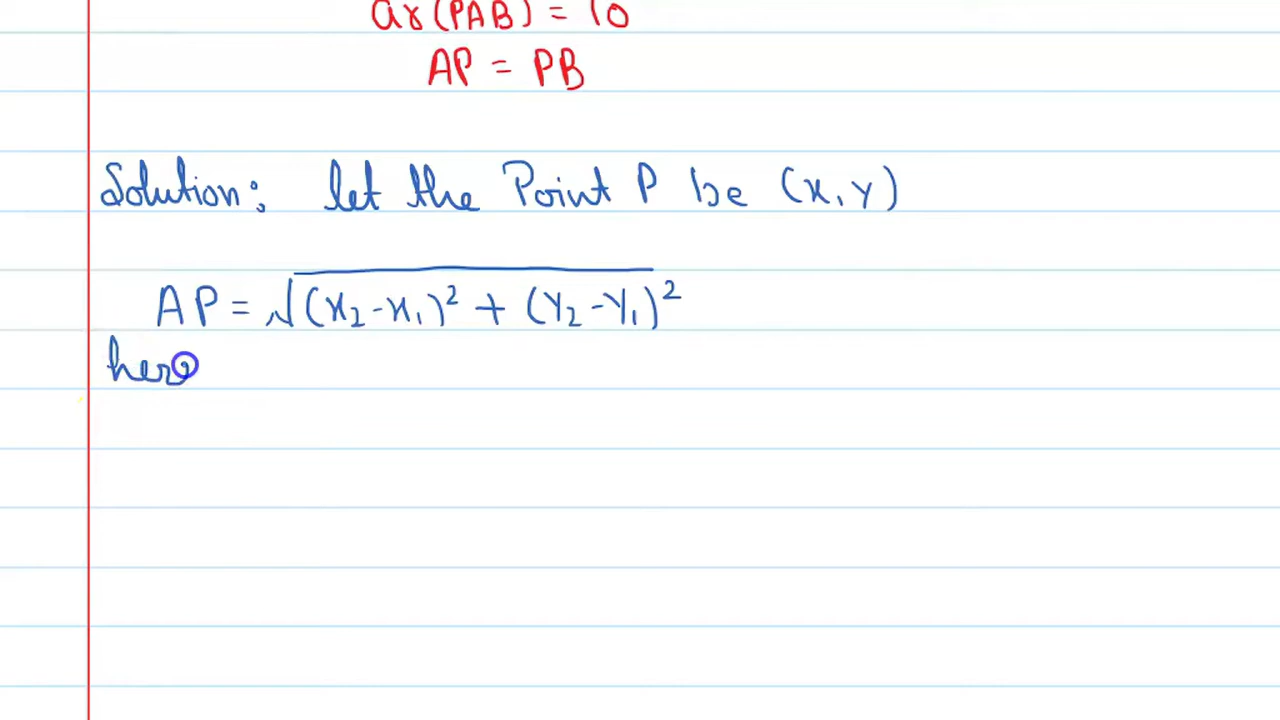 ar(PAB) = 10
AP = PB
Solution: let the Point P be (x, y)
AP = √(x₂-x₁)² + (y₂-y₁)²
here